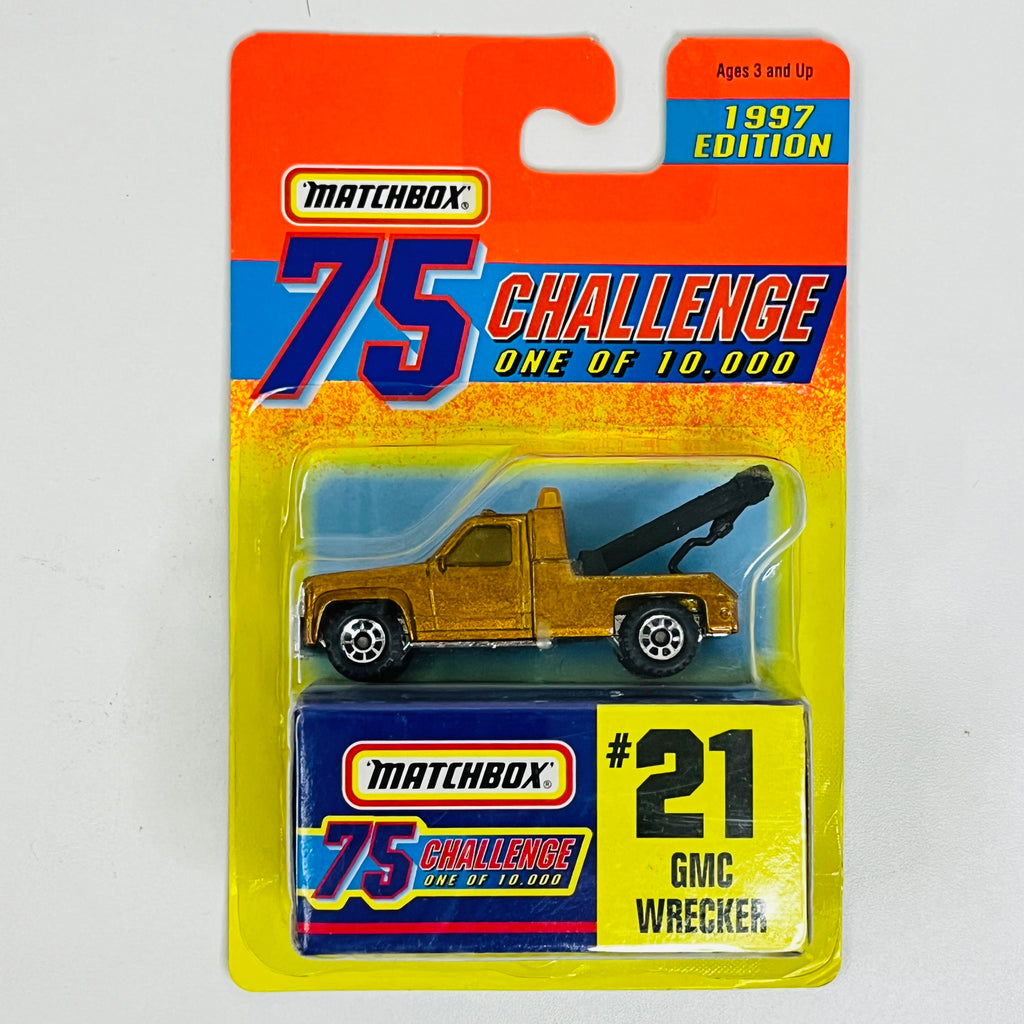 Ages 3 and Up
1997
EDITION
'MATCHBOX'®
75 CHALLENGE
ONE OF 10.000
'MATCHBOX'®
75 CHALLENGE
ONE OF 10.000
#21
GMC
WRECKER